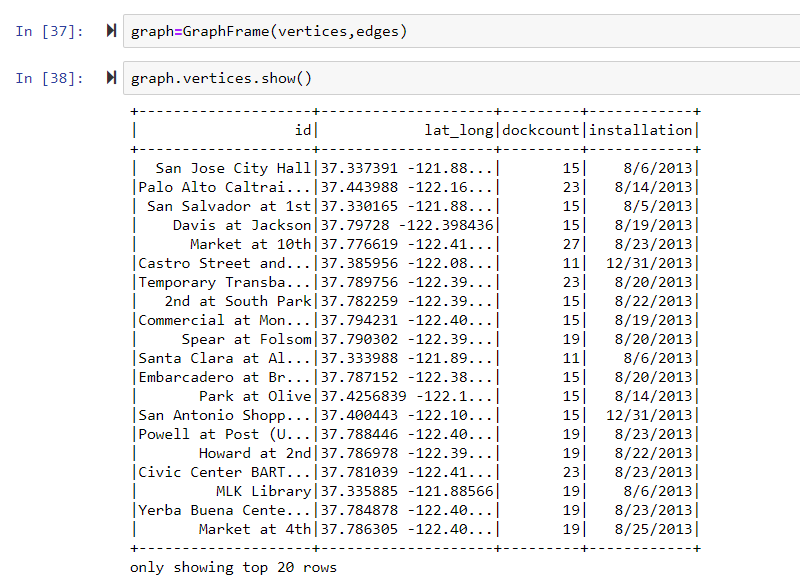 In [37]: graph=GraphFrame(vertices,edges)
In [38]: graph.vertices.show()
+--------------------+--------------------+---------+------------+
|                  id|            lat_long|dockcount|installation|
+--------------------+--------------------+---------+------------+
|  San Jose City Hall|37.337391 -121.88...|       15|    8/6/2013|
|Palo Alto Caltrai...|37.443988 -122.16...|       23|   8/14/2013|
| San Salvador at 1st|37.330165 -121.88...|       15|    8/5/2013|
|    Davis at Jackson|37.79728 -122.398436|       15|   8/19/2013|
|      Market at 10th|37.776619 -122.41...|       27|   8/23/2013|
|Castro Street and...|37.385956 -122.08...|       11|  12/31/2013|
|Temporary Transba...|37.789756 -122.39...|       23|   8/20/2013|
|   2nd at South Park|37.782259 -122.39...|       15|   8/22/2013|
|Commercial at Mon...|37.794231 -122.40...|       15|   8/19/2013|
|     Spear at Folsom|37.790302 -122.39...|       19|   8/20/2013|
|Santa Clara at Al...|37.333988 -121.89...|       11|    8/6/2013|
|Embarcadero at Br...|37.787152 -122.38...|       15|   8/20/2013|
|       Park at Olive|37.4256839 -122.1...|       15|   8/14/2013|
|San Antonio Shopp...|37.400443 -122.10...|       15|  12/31/2013|
|Powell at Post (U...|37.788446 -122.40...|       19|   8/23/2013|
|       Howard at 2nd|37.786978 -122.39...|       19|   8/22/2013|
|Civic Center BART...|37.781039 -122.41...|       23|   8/23/2013|
|         MLK Library|37.335885 -121.88566|       19|    8/6/2013|
|Yerba Buena Cente...|37.784878 -122.40...|       19|   8/23/2013|
|       Market at 4th|37.786305 -122.40...|       19|   8/25/2013|
+--------------------+--------------------+---------+------------+
only showing top 20 rows